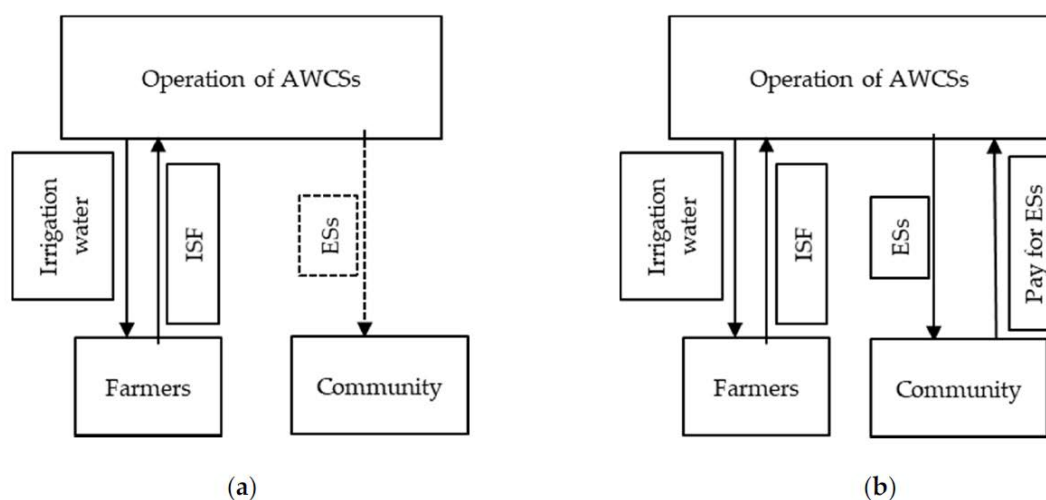 Operation of AWCSs
Irrigation
water
ISF
ESs
Farmers
Community
(a)
Operation of AWCSs
Irrigation
water
ISF
ESs
Pay for ESs
Farmers
Community
(b)